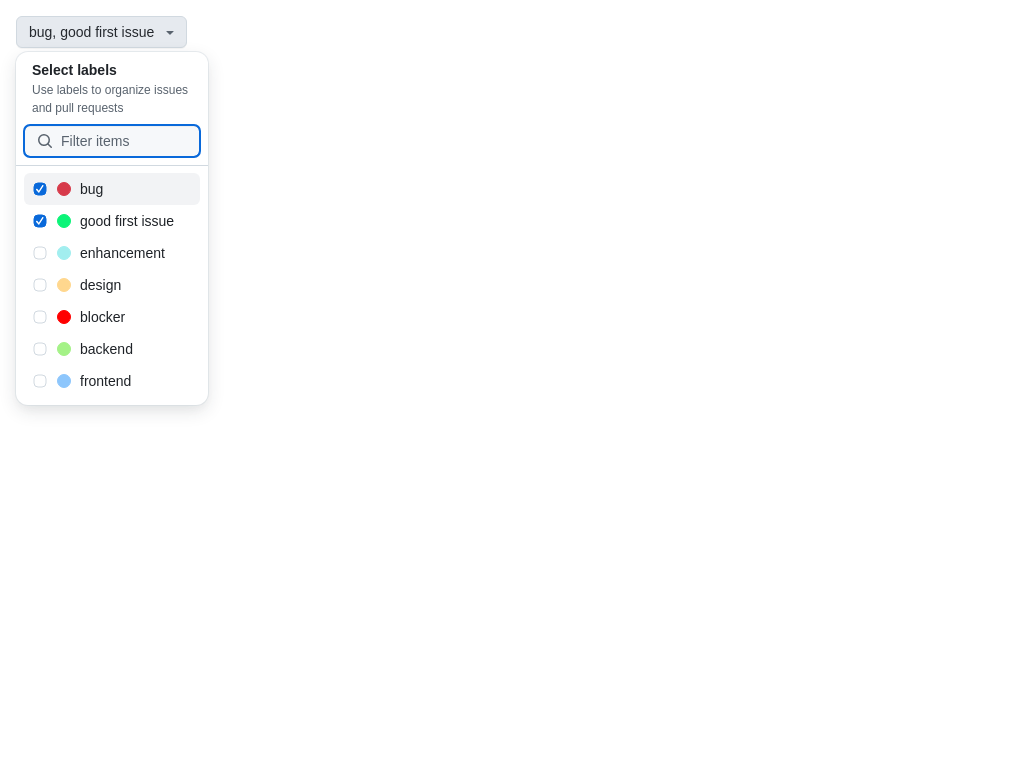 bug, good first issue
Select labels
Use labels to organize issues
and pull requests
Filter items
bug
good first issue
enhancement
design
blocker
backend
frontend